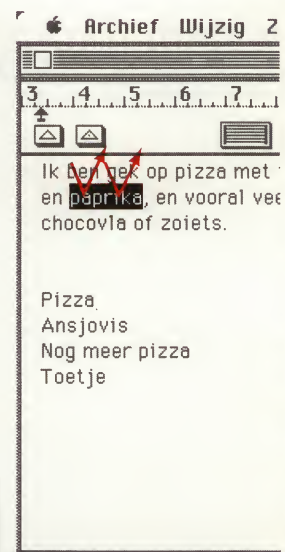 Archief Wijzig
3 4 5 6 7
Ik ben gek op pizza met
en paprika, en vooral vee
chocovla of zoiets.
Pizza
Ansjovis
Nog meer pizza
Toetje